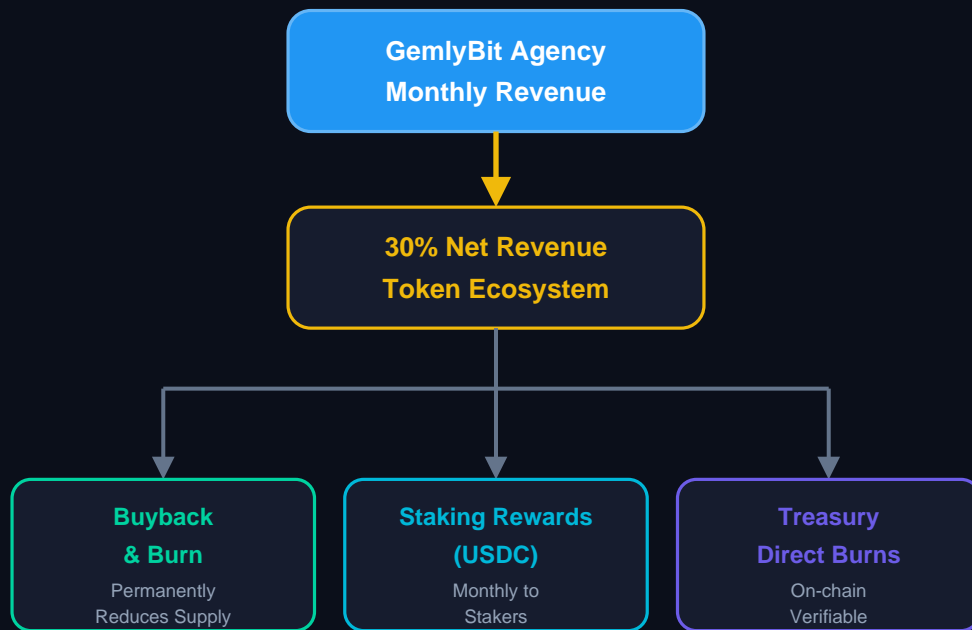 GemlyBit Agency
Monthly Revenue
30% Net Revenue
Token Ecosystem
Buyback
& Burn
Permanently
Reduces Supply
Staking Rewards
(USDC)
Monthly to
Stakers
Treasury
Direct Burns
On-chain
Verifiable